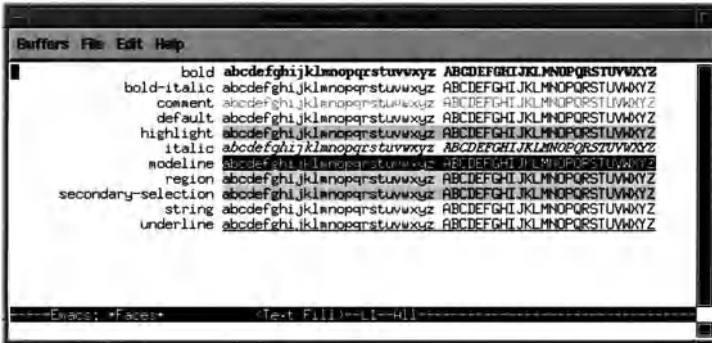 Buffers File Edit Help
bold abcdefghijklmnopqrstuvwxyz ABCDEFGHIJKLMNOPQRSTUVWXYZ
bold-italic abcdefghijklmnopqrstuvwxyz ABCDEFGHIJKLMNOPQRSTUVWXYZ
comment abcdefghijklmnopqrstuvwxyz ABCDEFGHIJKLMNOPQRSTUVWXYZ
default abcdefghijklmnopqrstuvwxyz ABCDEFGHIJKLMNOPQRSTUVWXYZ
highlight abcdefghijklmnopqrstuvwxyz ABCDEFGHIJKLMNOPQRSTUVWXYZ
italic abcdefghijklmnopqrstuvwxyz ABCDEFGHIJKLMNOPQRSTUVWXYZ
modeline abcdefghijklmnopqrstuvwxyz ABCDEFGHIJKLMNOPQRSTUVWXYZ
region abcdefghijklmnopqrstuvwxyz ABCDEFGHIJKLMNOPQRSTUVWXYZ
secondary-selection abcdefghijklmnopqrstuvwxyz ABCDEFGHIJKLMNOPQRSTUVWXYZ
string abcdefghijklmnopqrstuvwxyz ABCDEFGHIJKLMNOPQRSTUVWXYZ
underline abcdefghijklmnopqrstuvwxyz ABCDEFGHIJKLMNOPQRSTUVWXYZ
-----Emacs: *Faces* (Text Fill)--L1--All----------------